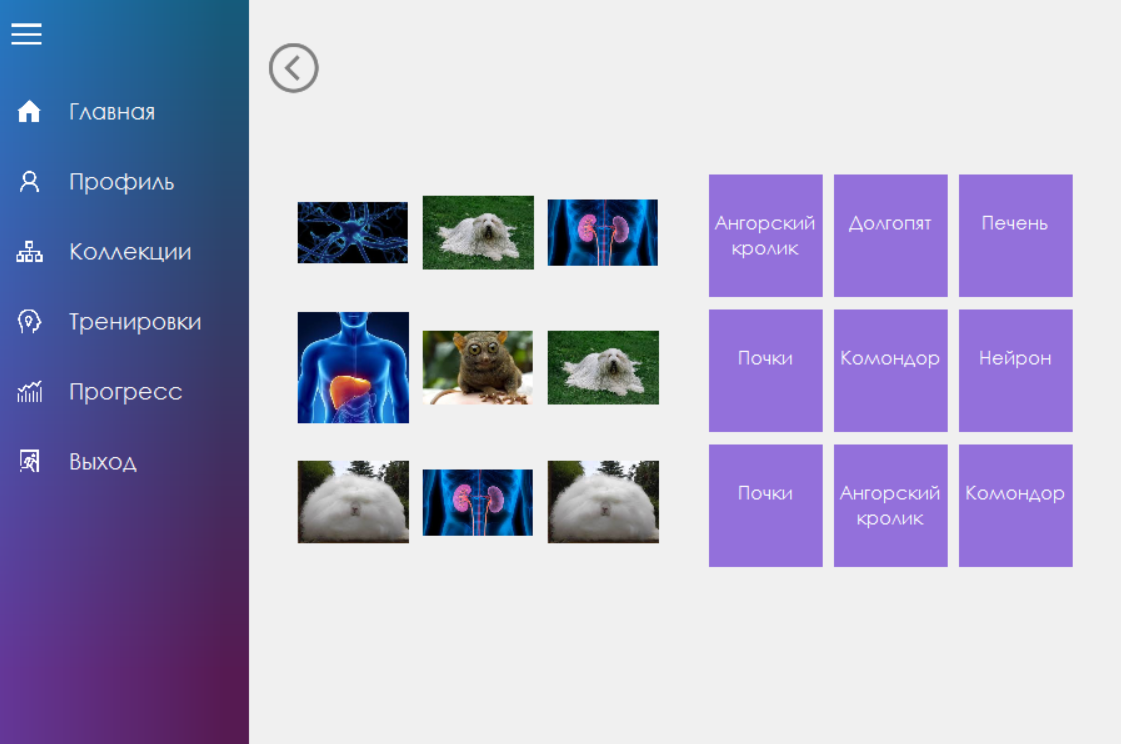 Главная
Профиль
Коллекции
Тренировки
Прогресс
Выход
Ангорский
кролик
Долгопят
Печень
Почки
Комондор
Нейрон
Почки
Ангорский
кролик
Комондор